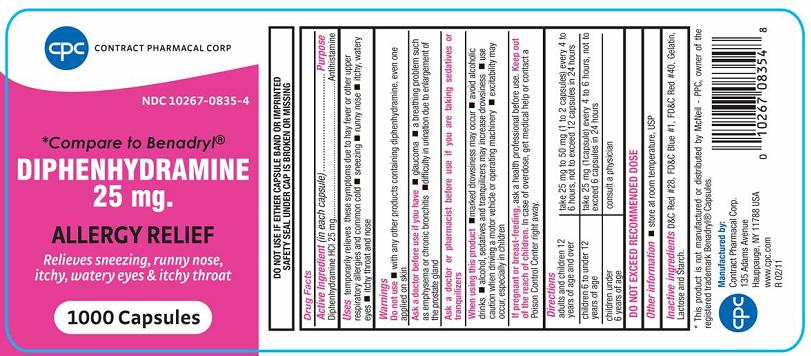 cpc CONTRACT PHARMACAL CORP
NDC 10267-0835-4
*Compare to Benadryl®
DIPHENHYDRAMINE
25 mg.
ALLERGY RELIEF
Relieves sneezing, runny nose,
itchy, watery eyes & itchy throat
1000 Capsules
DO NOT USE IF EITHER CAPSULE BAND OR IMPRINTED
SAFETY SEAL UNDER CAP IS BROKEN OR MISSING
Drug Facts
Active Ingredient (in each capsule) Purpose
Diphenhydramine HCl 25 mg Antihistamine
Uses temporarily relieves these symptoms due to hay fever or other upper
respiratory allergies and common cold ■ sneezing ■ runny nose ■ itchy, watery
eyes ■ itchy throat and nose
Warnings
Do not use ■ with any other products containing diphenhydramine, even one
applied on skin
Ask a doctor before use if you have ■ glaucoma ■ a breathing problem such
as emphysema or chronic bronchitis ■ difficulty in urination due to enlargement of
the prostate gland
Ask a doctor or pharmacist before use if you are taking sedatives or
tranquilizers
When using this product ■ marked drowsiness may occur ■ avoid alcoholic
drinks ■ alcohol, sedatives and tranquilizers may increase drowsiness ■ use
caution when driving a motor vehicle or operating machinery ■ excitability may
occur, especially in children
If pregnant or breast-feeding, ask a health professional before use. Keep out
of the reach of children. In case of overdose, get medical help or contact a
Poison Control Center right away.
Directions
adults and children 12 years of age and over take 25 mg to 50 mg (1 to 2 capsules) every 4 to 6 hours, not to exceed 12 capsules in 24 hours
children 6 to under 12 years of age take 25 mg (1capsule) every 4 to 6 hours, not to exceed 6 capsules in 24 hours
children under 6 years of age consult a physician
DO NOT EXCEED RECOMMENDED DOSE
Other information ■ store at room temperature, USP
Inactive ingredients D&C Red #28, FD&C Blue #1, FD&C Red #40, Gelatin,
Lactose and Starch.
* This product is not manufactured or distributed by McNeil - PPC, owner of the
registered trademark Benadryl® Capsules.
cpc
Manufactured by:
Contract Pharmacal Corp.
135 Adams Avenue
Hauppauge, NY 11788 USA
www.cpc.com
R 02/11
0 10267 08354 8